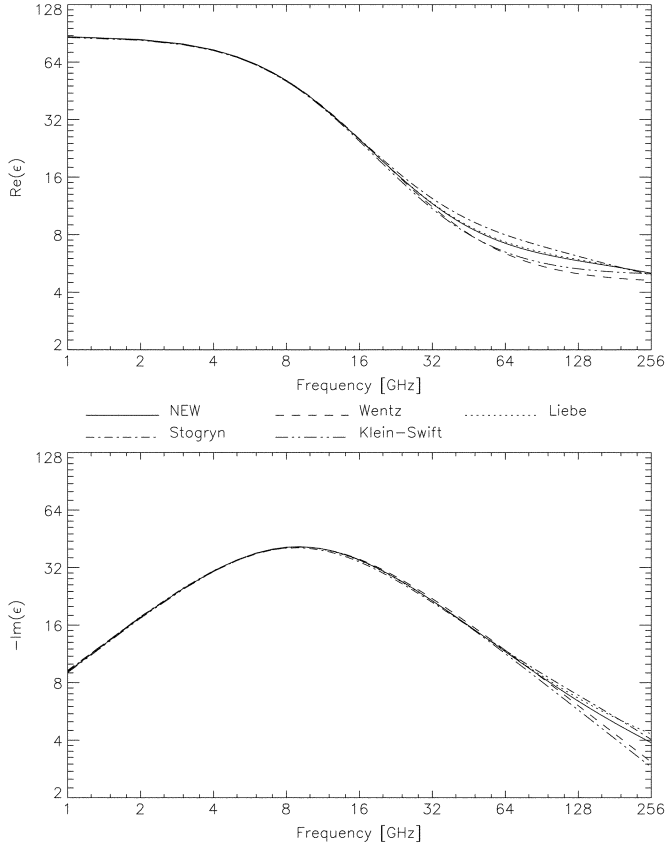 128
64
32
16
8
4
2
Re(ϵ)
1 2 4 8 16 32 64 128 256
Frequency [GHz]
NEW Wentz Liebe
Stogryn Klein-Swift
128
64
32
16
8
4
2
-Im(ϵ)
1 2 4 8 16 32 64 128 256
Frequency [GHz]